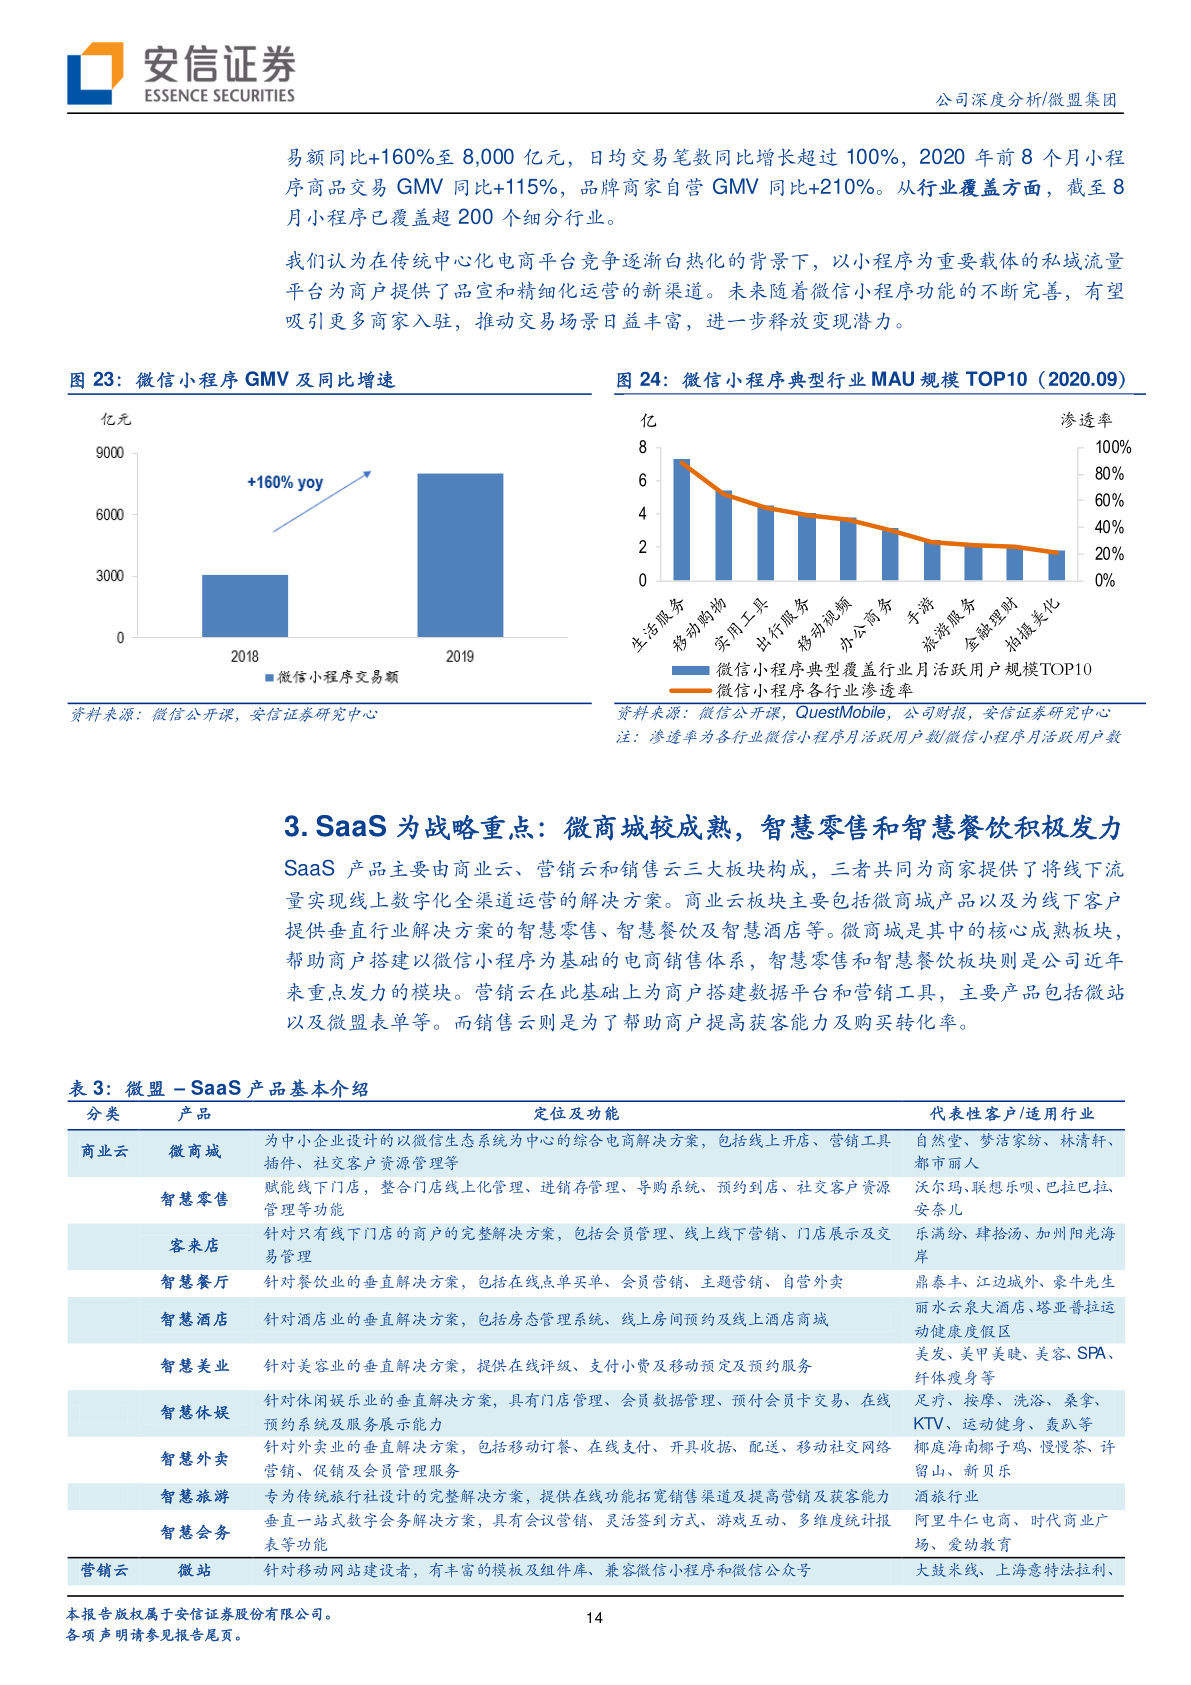 安信证券
ESSENCE SECURITIES
公司深度分析/微盟集团
易额同比+160%至 8,000 亿元，日均交易笔数同比增长超过 100%，2020 年前 8 个月小程
序商品交易 GMV 同比+115%，品牌商家自营 GMV 同比+210%。从行业覆盖方面，截至 8
月小程序已覆盖超 200 个细分行业。
我们认为在传统中心化电商平台竞争逐渐白热化的背景下，以小程序为重要载体的私域流量
平台为商户提供了品宣和精细化运营的新渠道。未来随着微信小程序功能的不断完善，有望
吸引更多商家入驻，推动交易场景日益丰富，进一步释放变现潜力。
图 23：微信小程序 GMV 及同比增速
亿元
9000
6000
3000
0
+160% yoy
2018
2019
微信小程序交易额
资料来源：微信公开课，安信证券研究中心
图 24：微信小程序典型行业 MAU 规模 TOP10（2020.09）
亿
渗透率
8
6
4
2
0
100%
80%
60%
40%
20%
0%
生活服务
移动购物
实用工具
出行服务
移动视频
办公商务
手游
旅游服务
金融理财
拍摄美化
微信小程序典型覆盖行业月活跃用户规模TOP10
微信小程序各行业渗透率
资料来源：微信公开课，QuestMobile，公司财报，安信证券研究中心
注：渗透率为各行业微信小程序月活跃用户数/微信小程序月活跃用户数
3. SaaS 为战略重点：微商城较成熟，智慧零售和智慧餐饮积极发力
SaaS 产品主要由商业云、营销云和销售云三大板块构成，三者共同为商家提供了将线下流
量实现线上数字化全渠道运营的解决方案。商业云板块主要包括微商城产品以及为线下客户
提供垂直行业解决方案的智慧零售、智慧餐饮及智慧酒店等。微商城是其中的核心成熟板块，
帮助商户搭建以微信小程序为基础的电商销售体系，智慧零售和智慧餐饮板块则是公司近年
来重点发力的模块。营销云在此基础上为商户搭建数据平台和营销工具，主要产品包括微站
以及微盟表单等。而销售云则是为了帮助商户提高获客能力及购买转化率。
表 3：微盟 – SaaS 产品基本介绍
分类 产品 定位及功能 代表性客户/适用行业
商业云 微商城 为中小企业设计的以微信生态系统为中心的综合电商解决方案，包括线上开店、营销工具 自然堂、梦洁家纺、林清轩、
插件、社交客户资源管理等 都市丽人
智慧零售 赋能线下门店，整合门店线上化管理、进销存管理、导购系统、预约到店、社交客户资源 沃尔玛、联想乐呗、巴拉巴拉、
管理等功能 安奈儿
客来店 针对只有线下门店的商户的完整解决方案，包括会员管理、线上线下营销、门店展示及交 乐满纷、肆拾汤、加州阳光海
易管理 岸
智慧餐厅 针对餐饮业的垂直解决方案，包括在线点单买单、会员营销、主题营销、自营外卖 鼎泰丰、江边城外、豪牛先生
智慧酒店 针对酒店业的垂直解决方案，包括房态管理系统、线上房间预约及线上酒店商城 丽水云泉大酒店、塔亚普拉运
动健康度假区
智慧美业 针对美容业的垂直解决方案，提供在线评级、支付小费及移动预定及预约服务 美发、美甲美睫、美容、SPA、
纤体瘦身等
智慧休娱 针对休闲娱乐业的垂直解决方案，具有门店管理、会员数据管理、预付会员卡交易、在线 足疗、按摩、洗浴、桑拿、
预约系统及服务展示能力 KTV、运动健身、轰趴等
智慧外卖 针对外卖业的垂直解决方案，包括移动订餐、在线支付、开具收据、配送、移动社交网络 椰庭海南椰子鸡、慢慢茶、许
营销、促销及会员管理服务 留山、新贝乐
智慧旅游 专为传统旅行社设计的完整解决方案，提供在线功能拓宽销售渠道及提高营销及获客能力 酒旅行业
智慧会务 垂直一站式数字会务解决方案，具有会议营销、灵活签到方式、游戏互动、多维度统计报 阿里牛仁电商、时代商业广
表等功能 场、爱幼教育
营销云 微站 针对移动网站建设者，有丰富的模板及组件库、兼容微信小程序和微信公众号 大鼓米线、上海意特法拉利、
本报告版权属于安信证券股份有限公司。
各项声明请参见报告尾页。
14